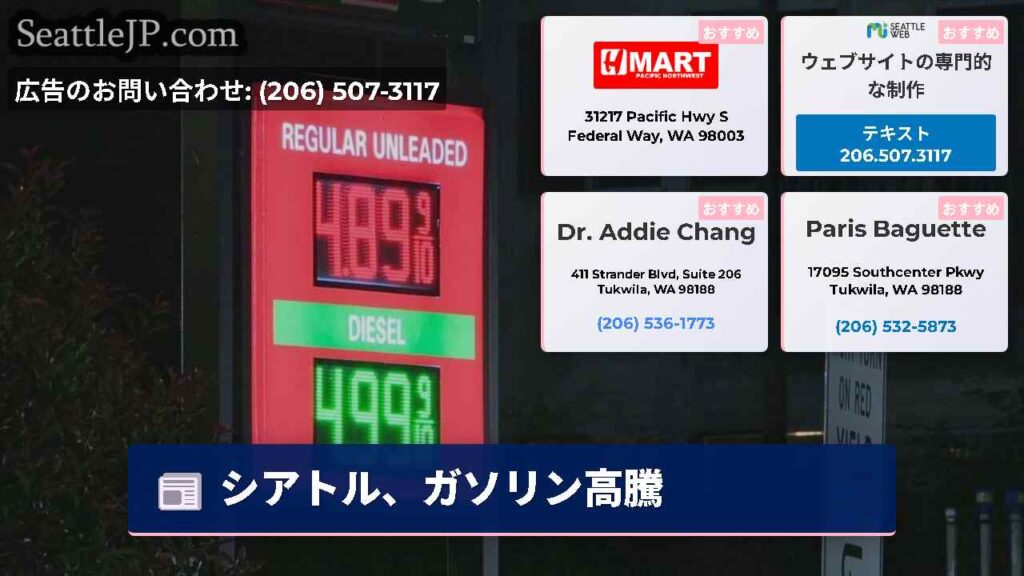 SeattleJP.com
広告のお問い合わせ: (206) 507-3117
REGULAR UNLEADED
4.89 9/10
DIESEL
4.99 9/10
おすすめ
H MART
PACIFIC NORTHWEST
31217 Pacific Hwy S
Federal Way, WA 98003
おすすめ
SEATTLE
WEB
ウェブサイトの専門的
な制作
テキスト
206.507.3117
おすすめ
Dr. Addie Chang
411 Strander Blvd, Suite 206
Tukwila, WA 98188
(206) 536-1773
おすすめ
Paris Baguette
17095 Southcenter Pkwy
Tukwila, WA 98188
(206) 532-5873
TURN
ON RED
YIELD
シアトル、ガソリン高騰